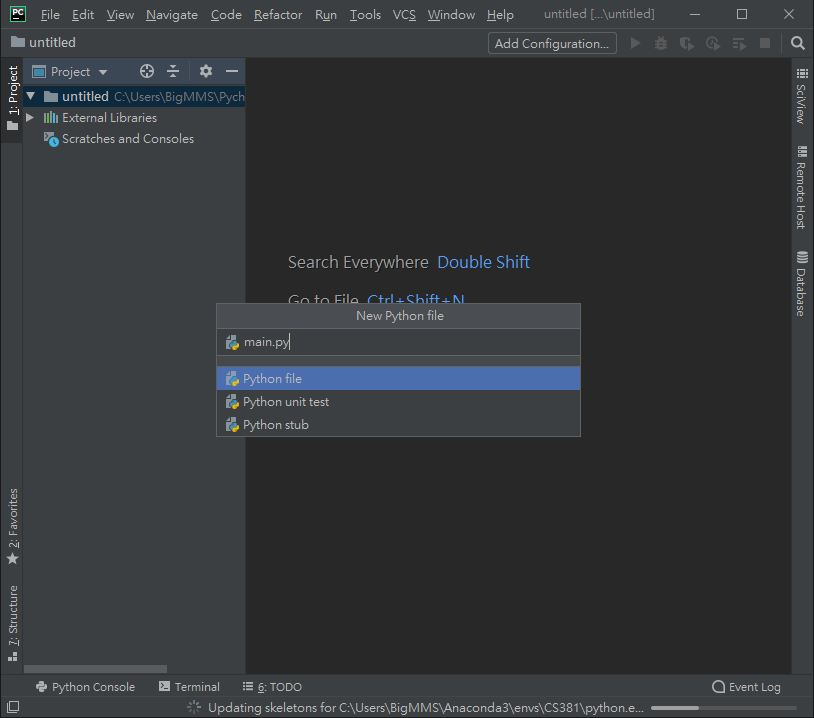 PC File Edit View Navigate Code Refactor Run Tools VCS Window Help untitled [...\untitled]
untitled Add Configuration...
Project
1: Project
untitled C:\Users\BigMMS\Pych
External Libraries
Scratches and Consoles
SciView
Remote Host
Database
Search Everywhere Double Shift
Go to File Ctrl+Shift+N
New Python file
main.py
Python file
Python unit test
Python stub
2: Favorites
7: Structure
Python Console Terminal 6: TODO Event Log
Updating skeletons for C:\Users\BigMMS\Anaconda3\envs\CS381\python.e...